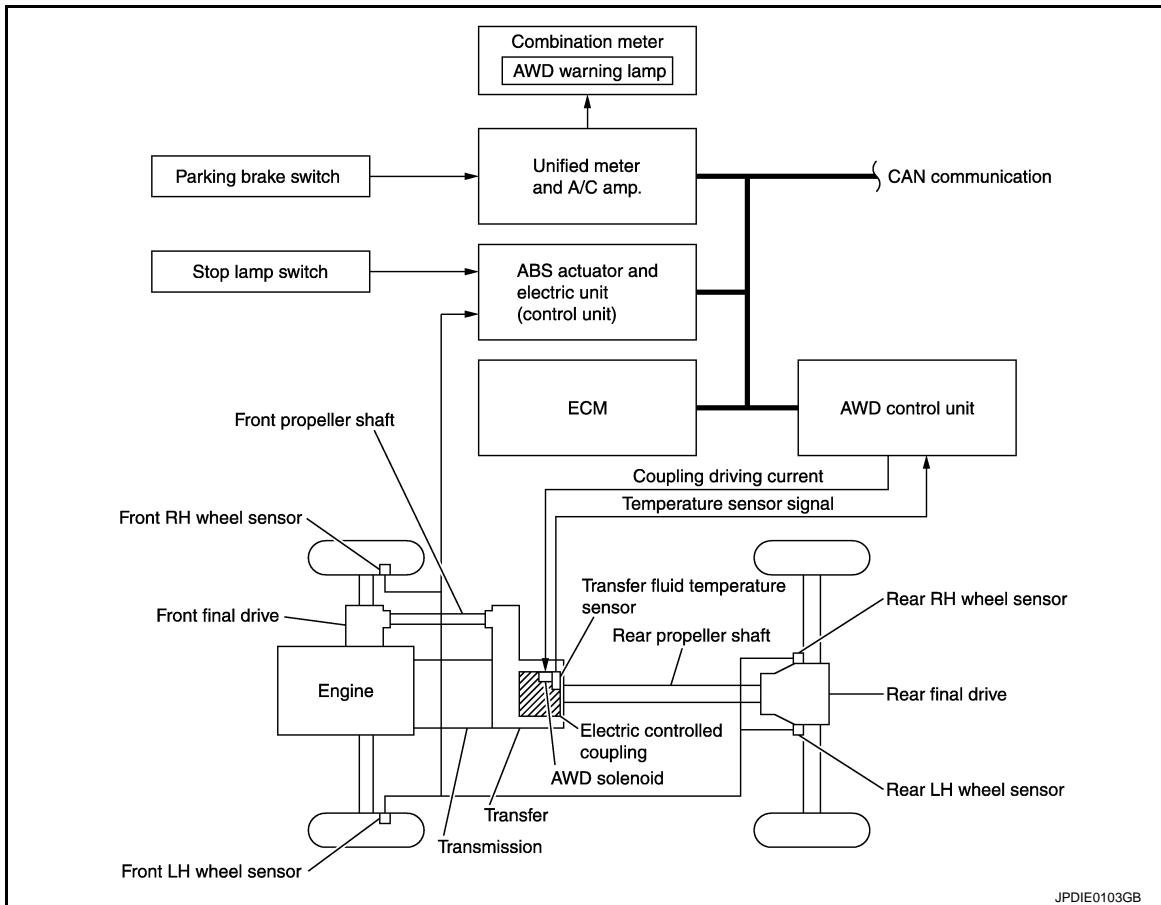 Combination meter
AWD warning lamp
Parking brake switch
Unified meter
and A/C amp.
CAN communication
Stop lamp switch
ABS actuator and
electric unit
(control unit)
ECM
AWD control unit
Front propeller shaft
Coupling driving current
Temperature sensor signal
Front RH wheel sensor
Transfer fluid temperature
sensor
Rear RH wheel sensor
Front final drive
Rear propeller shaft
Engine
Rear final drive
Electric controlled
coupling
AWD solenoid
Rear LH wheel sensor
Transfer
Transmission
Front LH wheel sensor
JPDIE0103GB